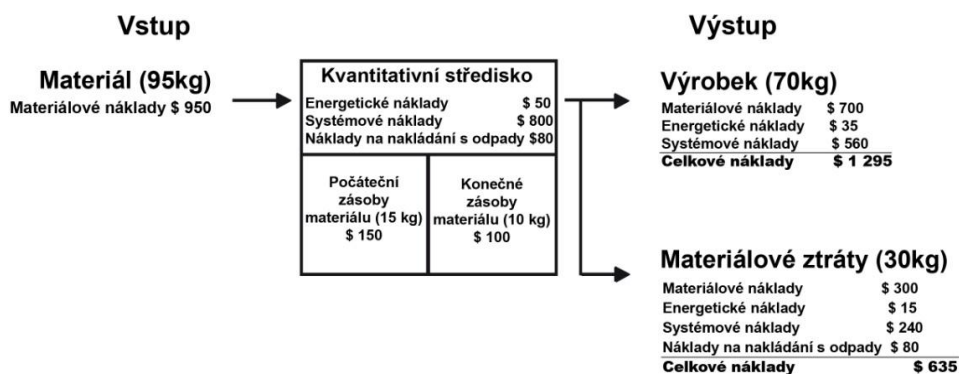 Vstup
Výstup
Materiál (95kg)
Materiálové náklady $ 950
Kvantitativní středisko
Energetické náklady $ 50
Systémové náklady $ 800
Náklady na nakládání s odpady $80
Počáteční
zásoby
materiálu (15 kg)
$ 150
Konečné
zásoby
materiálu (10 kg)
$ 100
Výrobek (70kg)
Materiálové náklady $ 700
Energetické náklady $ 35
Systémové náklady $ 560
Celkové náklady $ 1 295
Materiálové ztráty (30kg)
Materiálové náklady $ 300
Energetické náklady $ 15
Systémové náklady $ 240
Náklady na nakládání s odpady $ 80
Celkové náklady $ 635